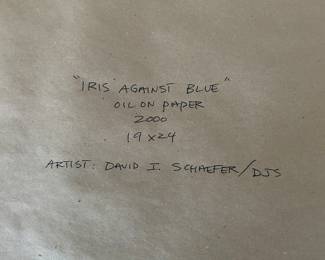 "IRIS AGAINST BLUE"
OIL ON PAPER
2000
19 x 24
ARTIST: DAVID I. SCHAEFER/DJS